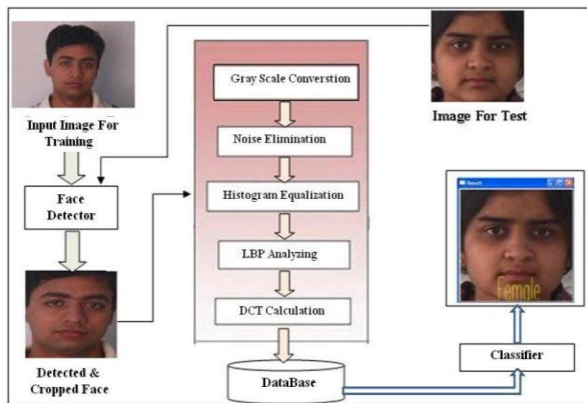 Input Image For
Training
Face
Detector
Detected &
Cropped Face
Gray Scale Converstion
Noise Elimination
Histogram Equalization
LBP Analyzing
DCT Calculation
DataBase
Image For Test
Result
Female
Classifier